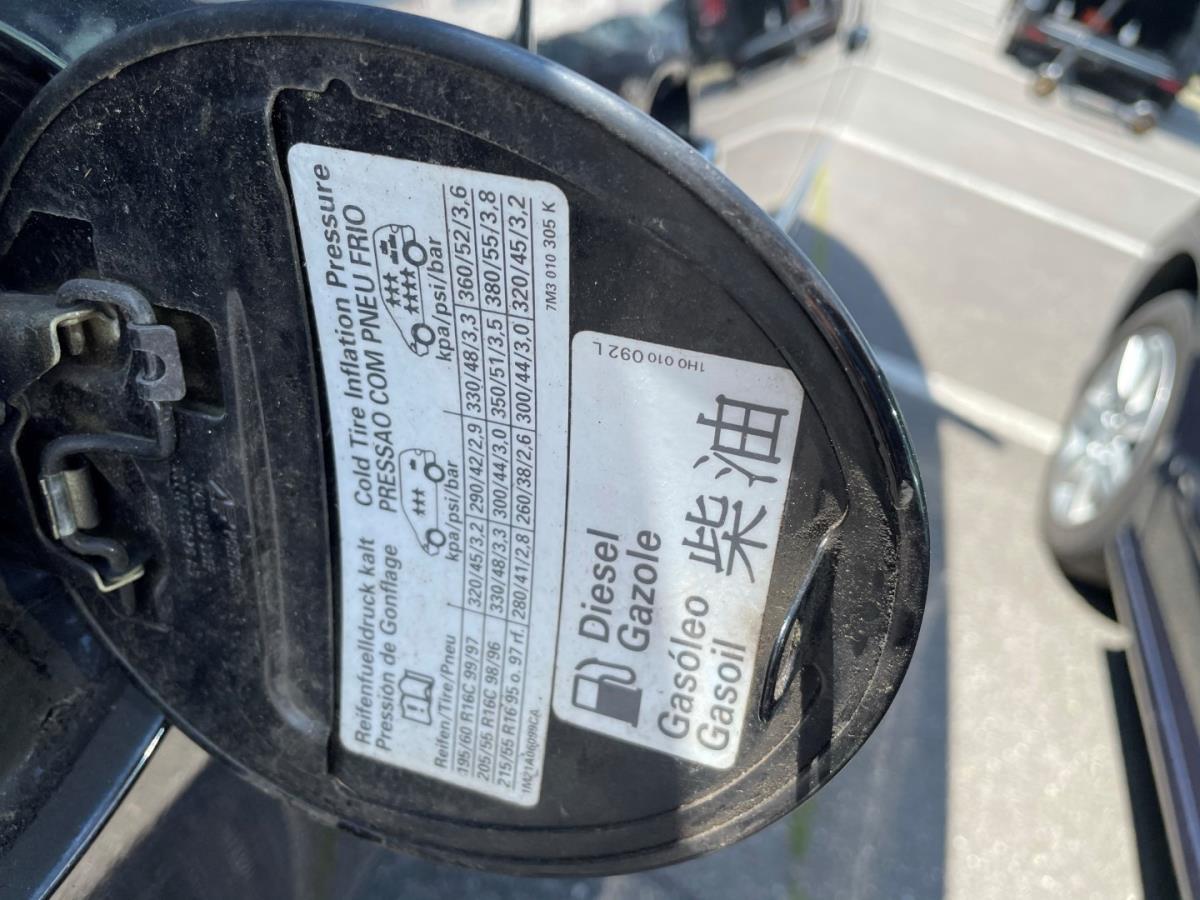 Reifenfuelldruck kalt
Pression de Gonflage
Cold Tire Inflation Pressure
PRESSAO COM PNEU FRIO
kpa/psi/bar
kpa/psi/bar
Reifen/Tire/Pneu
195/60 R16C 99/97 320/45/3,2 290/42/2,9 330/48/3,3 360/52/3,6
205/55 R16C 98/96 330/48/3,3 300/44/3,0 350/51/3,5 380/55/3,8
215/55 R16 95 o. 97 rf. 280/41/2,8 260/38/2,6 300/44/3,0 320/45/3,2
1M21A06099ICA
7M3 010 305 K
1H0 010 092 L
Diesel
Gazole
Gasóleo
Gasoil
柴油